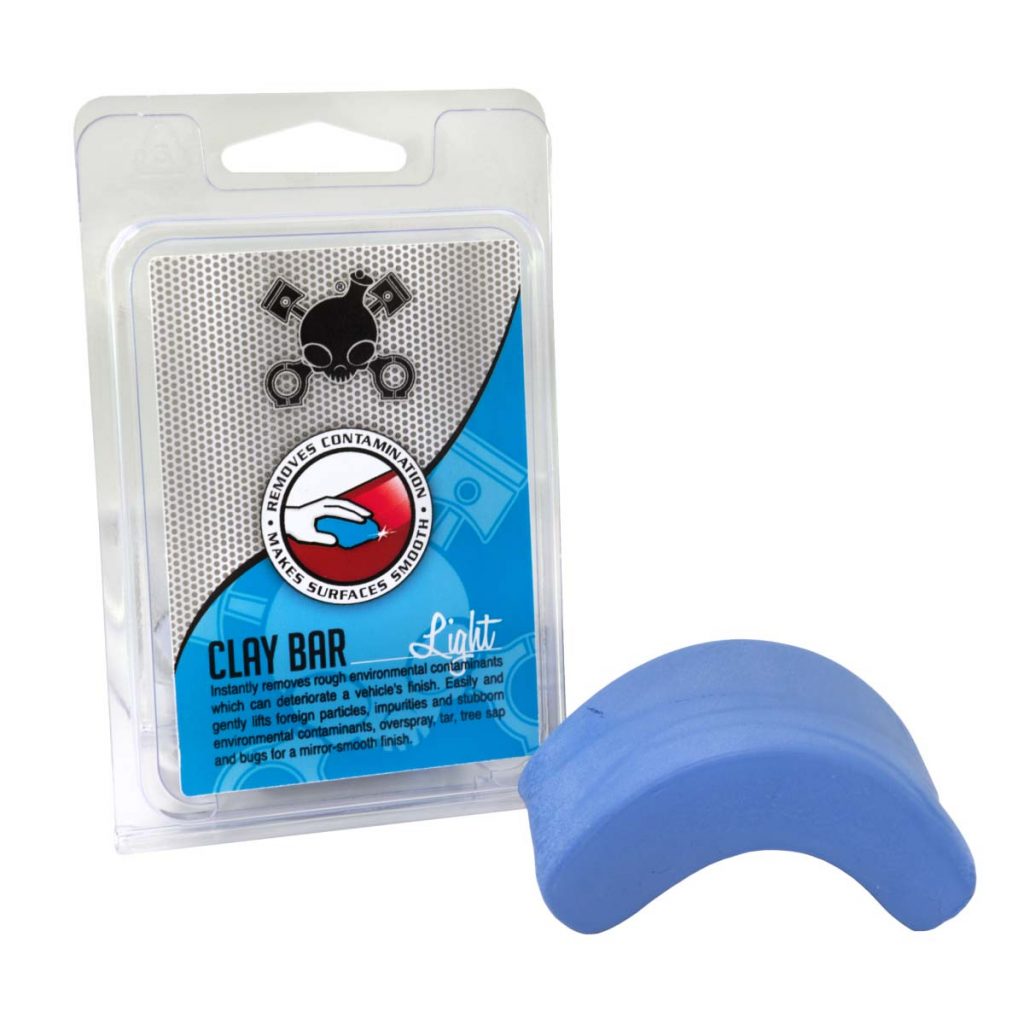 ®
• REMOVES CONTAMINATION •
MAKES SURFACES SMOOTH
CLAY BAR Light
Instantly removes rough environmental contaminants
which can deteriorate a vehicle's finish. Easily and
gently lifts foreign particles, impurities and stubborn
environmental contaminants, overspray, tar, tree sap
and bugs for a mirror-smooth finish.